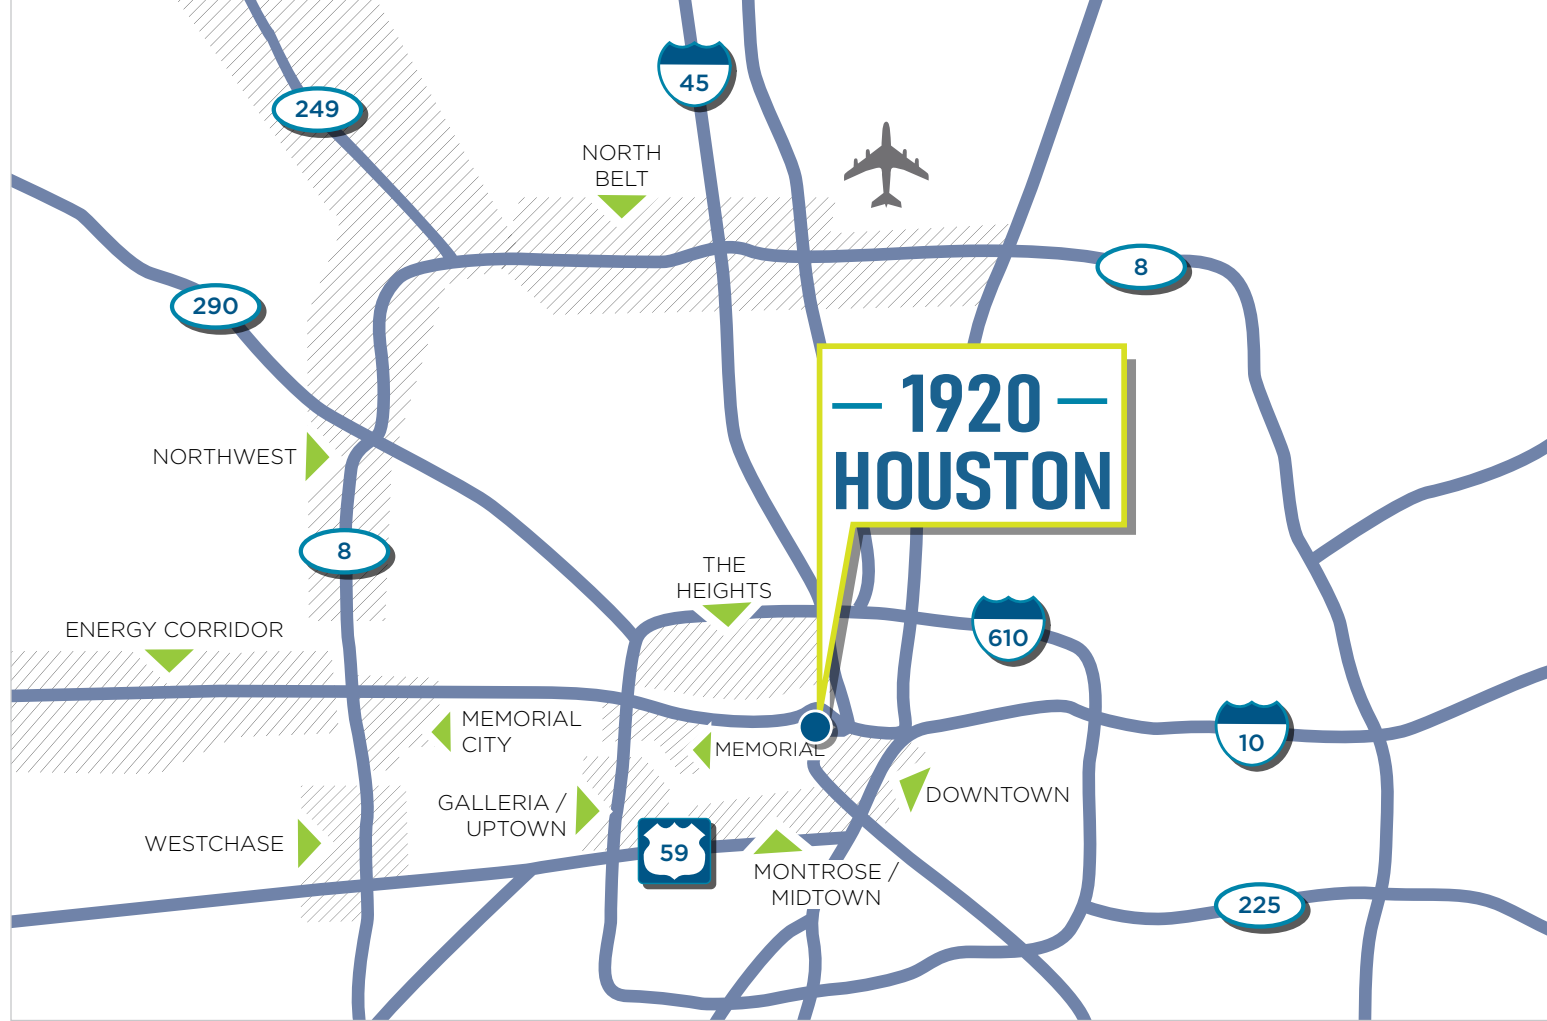 45
249
NORTH
BELT
8
290
1920
HOUSTON
NORTHWEST
8
THE
HEIGHTS
ENERGY CORRIDOR
610
MEMORIAL
CITY
MEMORIAL
10
GALLERIA /
UPTOWN
DOWNTOWN
WESTCHASE
59
MONTROSE /
MIDTOWN
225